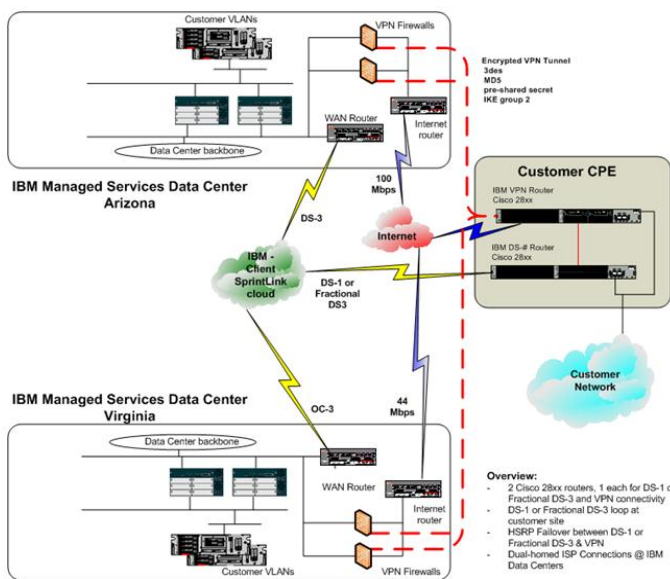 Customer VLANs
VPN Firewalls
Encrypted VPN Tunnel
3des
MD5
pre-shared secret
IKE group 2
WAN Router
Internet
router
Data Center backbone
IBM Managed Services Data Center
Arizona
100
Mbps
DS-3
Customer CPE
IBM VPN Router
Cisco 28xx
Internet
IBM DS-# Router
Cisco 28xx
IBM -
Client
SprintLink
cloud
DS-1 or
Fractional
DS3
Customer
Network
IBM Managed Services Data Center
Virginia
OC-3
44
Mbps
Data Center backbone
WAN Router
Internet
router
Customer VLANs
VPN Firewalls
Overview:
- 2 Cisco 28xx routers, 1 each for DS-1 o
Fractional DS-3 and VPN connectivity
- DS-1 or Fractional DS-3 loop at
customer site
- HSRP Failover between DS-1 or
Fractional DS-3 & VPN
- Dual-homed ISP Connections @ IBM
Data Centers